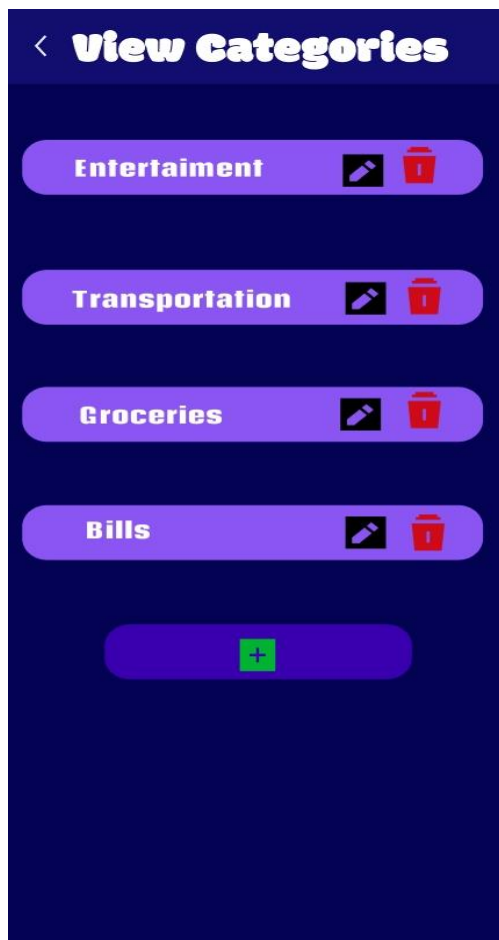 View Categories
Entertaiment
Transportation
Groceries
Bills
+